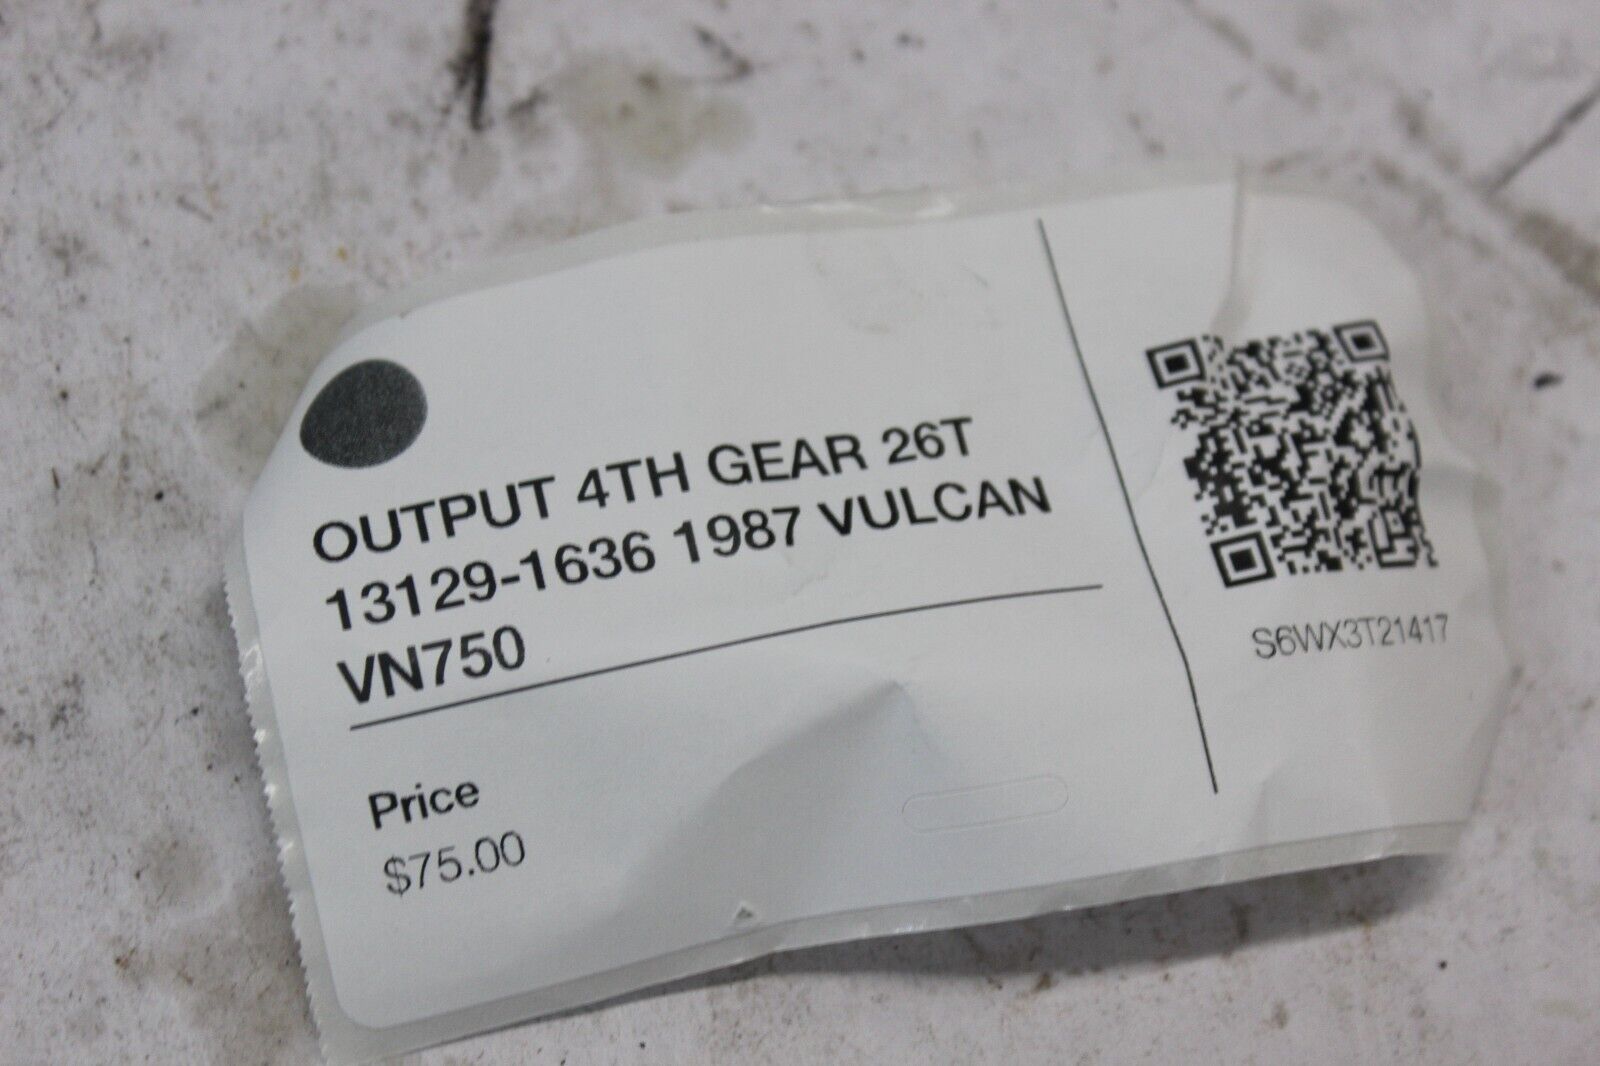 OUTPUT 4TH GEAR 26T
13129-1636 1987 VULCAN
VN750
Price
$75.00
S6WX3T21417